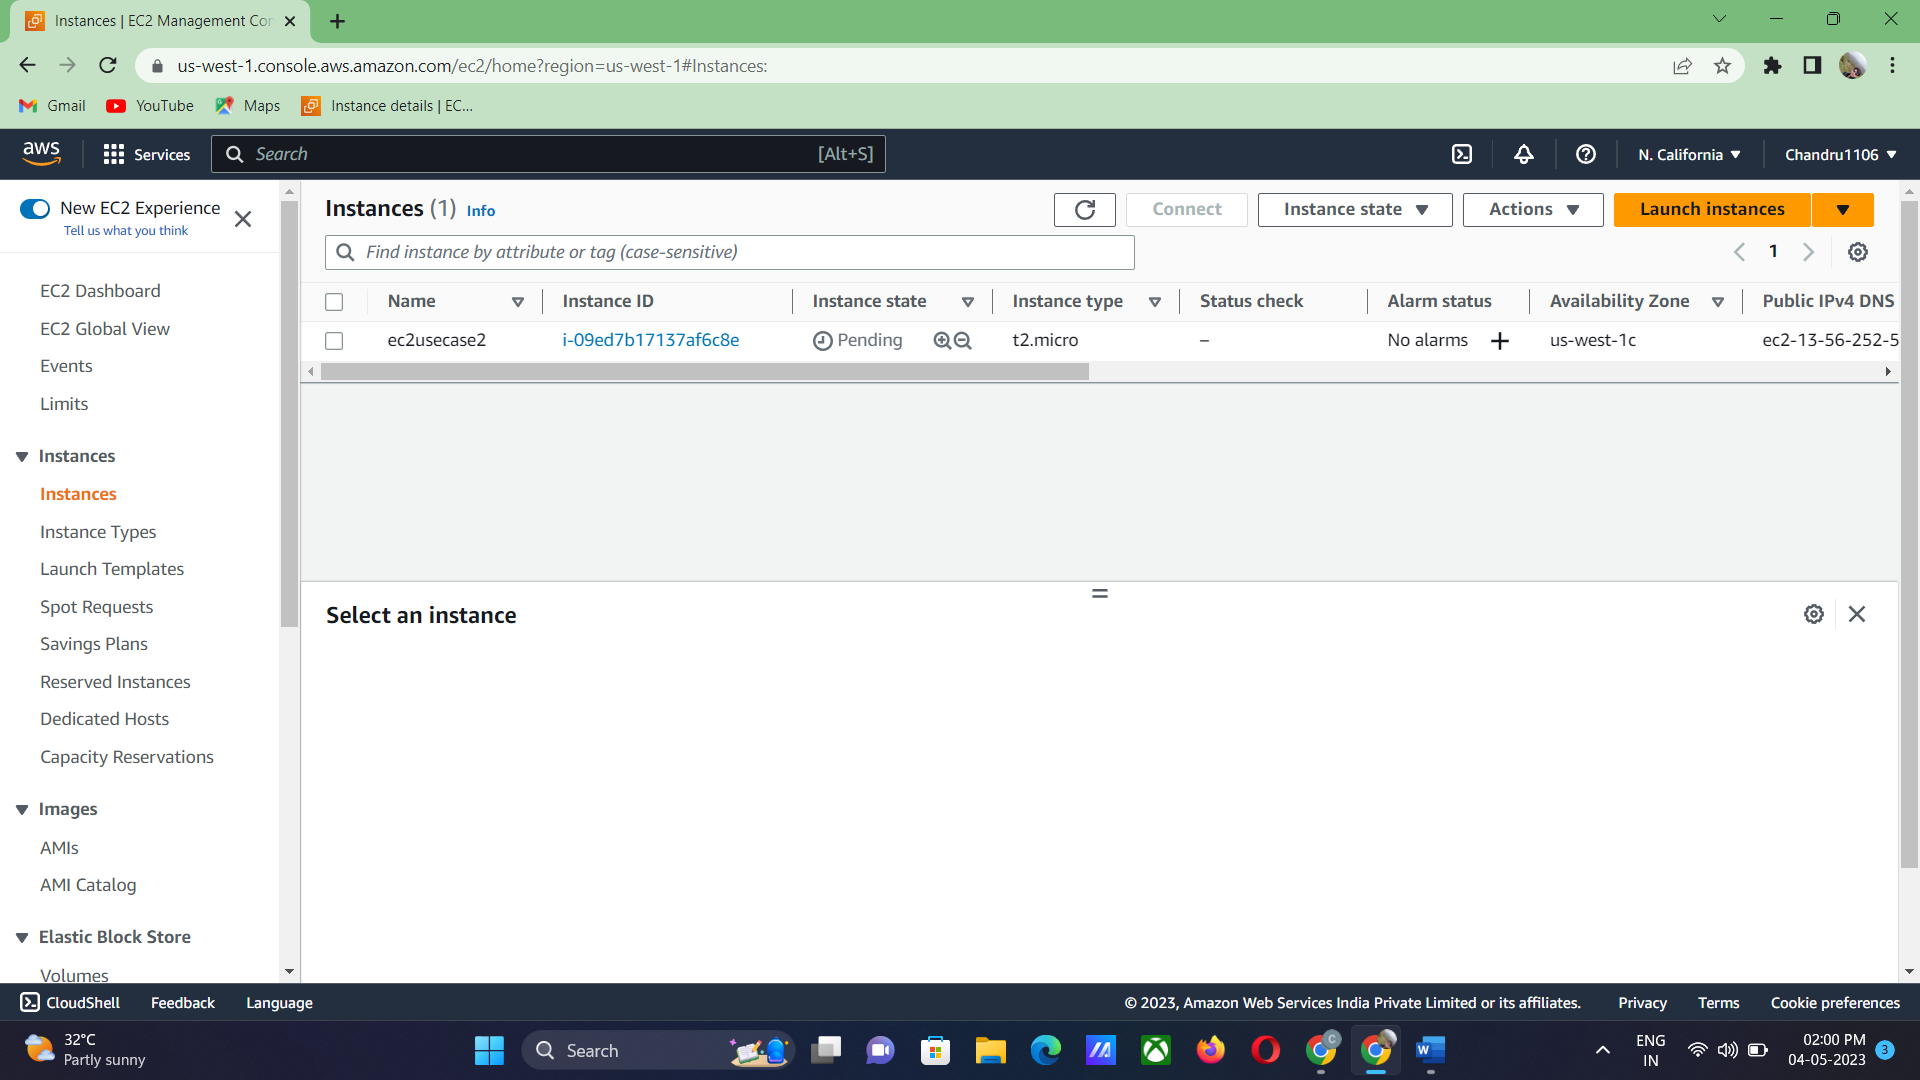 Instances | EC2 Management Con
us-west-1.console.aws.amazon.com/ec2/home?region=us-west-1#Instances:
Gmail YouTube Maps Instance details | EC...
aws Services Search [Alt+S] N. California Chandru1106
New EC2 Experience
Tell us what you think
EC2 Dashboard
EC2 Global View
Events
Limits
Instances
Instances
Instance Types
Launch Templates
Spot Requests
Savings Plans
Reserved Instances
Dedicated Hosts
Capacity Reservations
Images
AMIs
AMI Catalog
Elastic Block Store
Volumes
Instances (1) Info Connect Instance state Actions Launch instances
Find instance by attribute or tag (case-sensitive) 1
Name Instance ID Instance state Instance type Status check Alarm status Availability Zone Public IPv4 DNS
ec2usecase2 i-09ed7b17137af6c8e Pending t2.micro – No alarms + us-west-1c ec2-13-56-252-5
Select an instance
CloudShell Feedback Language © 2023, Amazon Web Services India Private Limited or its affiliates. Privacy Terms Cookie preferences
32°C
Partly sunny
Search
ENG
IN
02:00 PM
04-05-2023
3